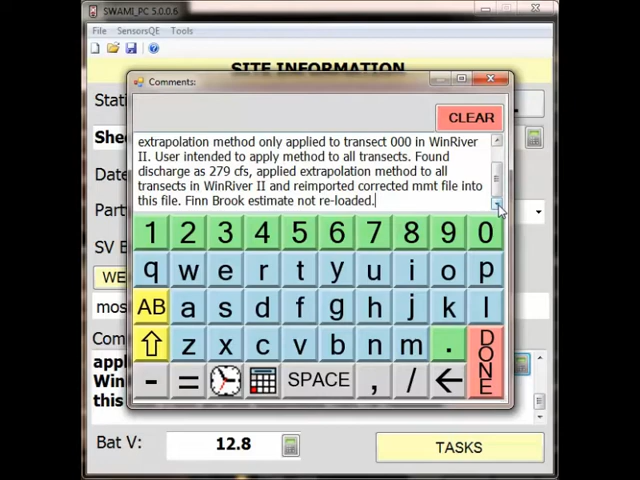 SWAMI_PC 5.0.0.6
File SensorsQE Tools
SITE INFORMATION
Comments:
CLEAR
extrapolation method only applied to transect 000 in WinRiver
II. User intended to apply method to all transects. Found
discharge as 279 cfs, applied extrapolation method to all
transects in WinRiver II and reimported corrected mmt file into
this file. Finn Brook estimate not re-loaded.
1 2 3 4 5 6 7 8 9 0
q w e r t y u i o p
AB a s d f g h j k l
z x c v b n m . DONE
- = SPACE , /
Stati
Shee
Date
Party
SV E
WE
mos
Com
appl
Win
this
Bat V: 12.8 TASKS